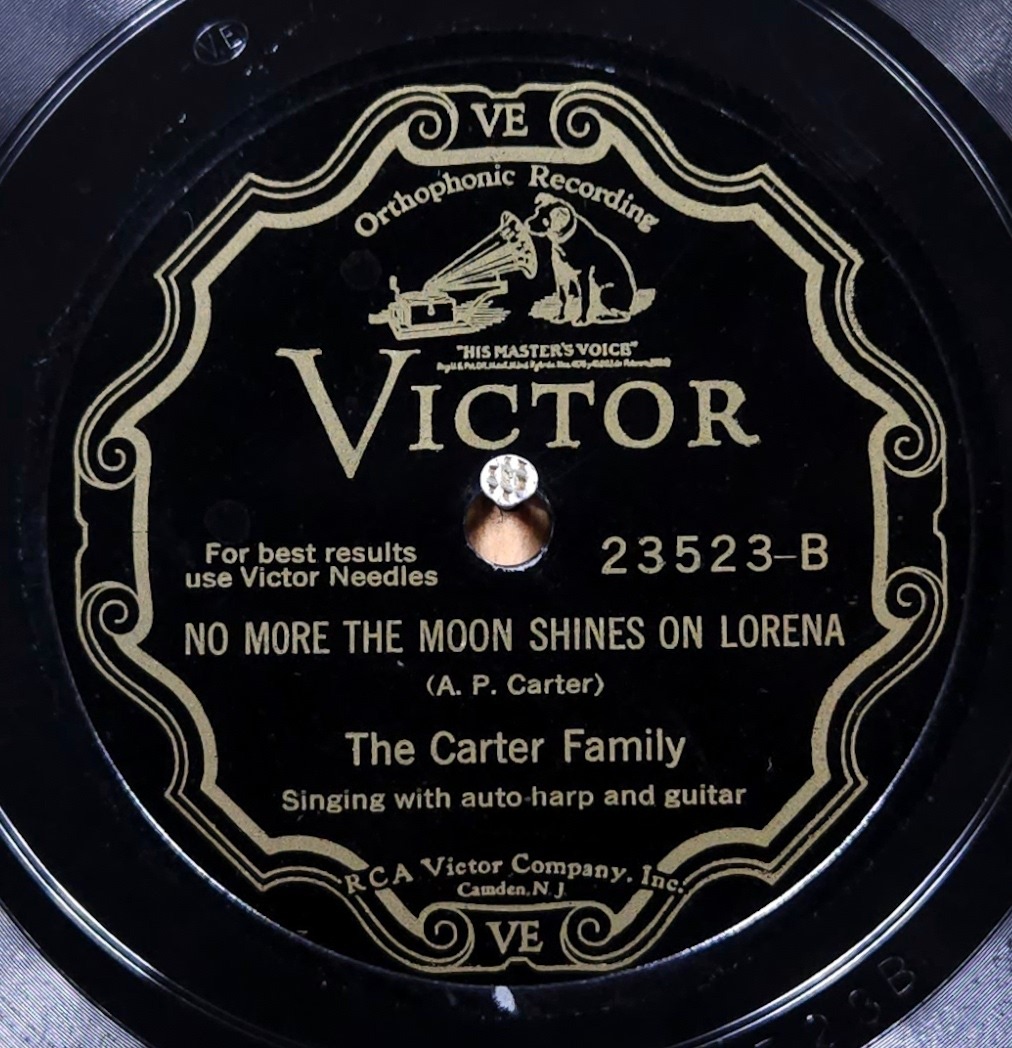 VE
VE
Orthophonic Recording
"HIS MASTER'S VOICE"
VICTOR
For best results
use Victor Needles
23523-B
NO MORE THE MOON SHINES ON LORENA
(A. P. Carter)
The Carter Family
Singing with auto-harp and guitar
RCA Victor Company, Inc.
Camden, N. J.
VE